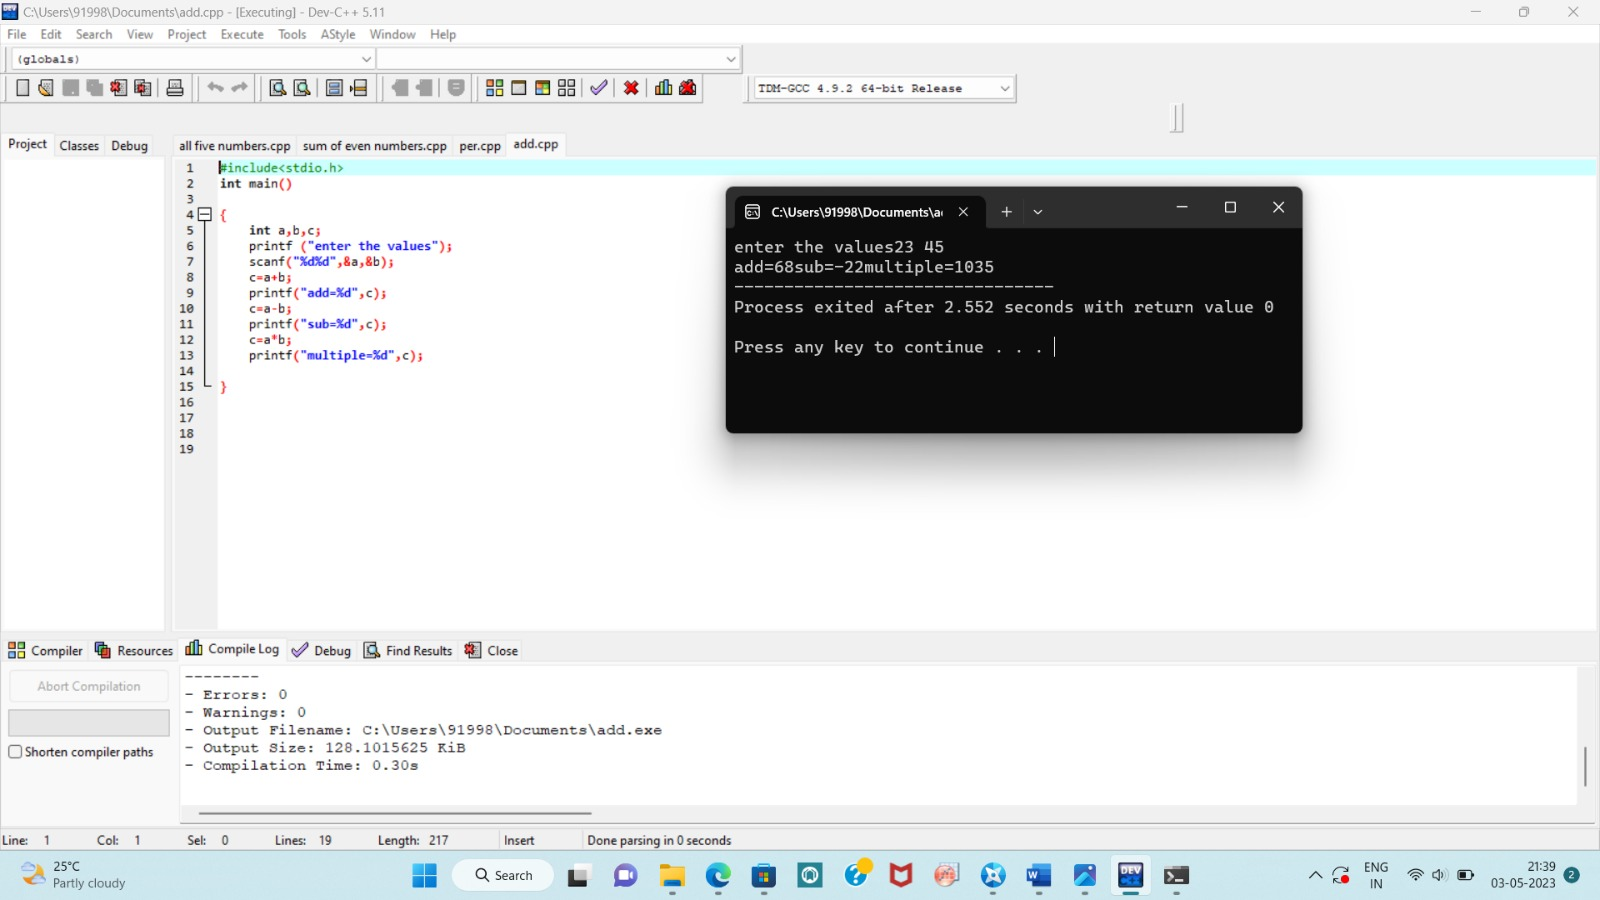 C:\Users\91998\Documents\add.cpp - [Executing] - Dev-C++ 5.11
File Edit Search View Project Execute Tools AStyle Window Help
(globals)
TDM-GCC 4.9.2 64-bit Release
Project Classes Debug
all five numbers.cpp sum of even numbers.cpp per.cpp add.cpp
1 #include<stdio.h>
2 int main()
3
4 {
5 int a,b,c;
6 printf ("enter the values");
7 scanf("%d%d",&a,&b);
8 c=a+b;
9 printf("add=%d",c);
10 c=a-b;
11 printf("sub=%d",c);
12 c=a*b;
13 printf("multiple=%d",c);
14
15 }
16
17
18
19
C:\Users\91998\Documents\a
enter the values23 45
add=68sub=-22multiple=1035
--------------------------------
Process exited after 2.552 seconds with return value 0
Press any key to continue . . .
Compiler Resources Compile Log Debug Find Results Close
Abort Compilation
Shorten compiler paths
--------
- Errors: 0
- Warnings: 0
- Output Filename: C:\Users\91998\Documents\add.exe
- Output Size: 128.1015625 KiB
- Compilation Time: 0.30s
Line: 1 Col: 1 Sel: 0 Lines: 19 Length: 217 Insert Done parsing in 0 seconds
25°C
Partly cloudy
Search
DEV
ENG
IN
21:39
03-05-2023
2